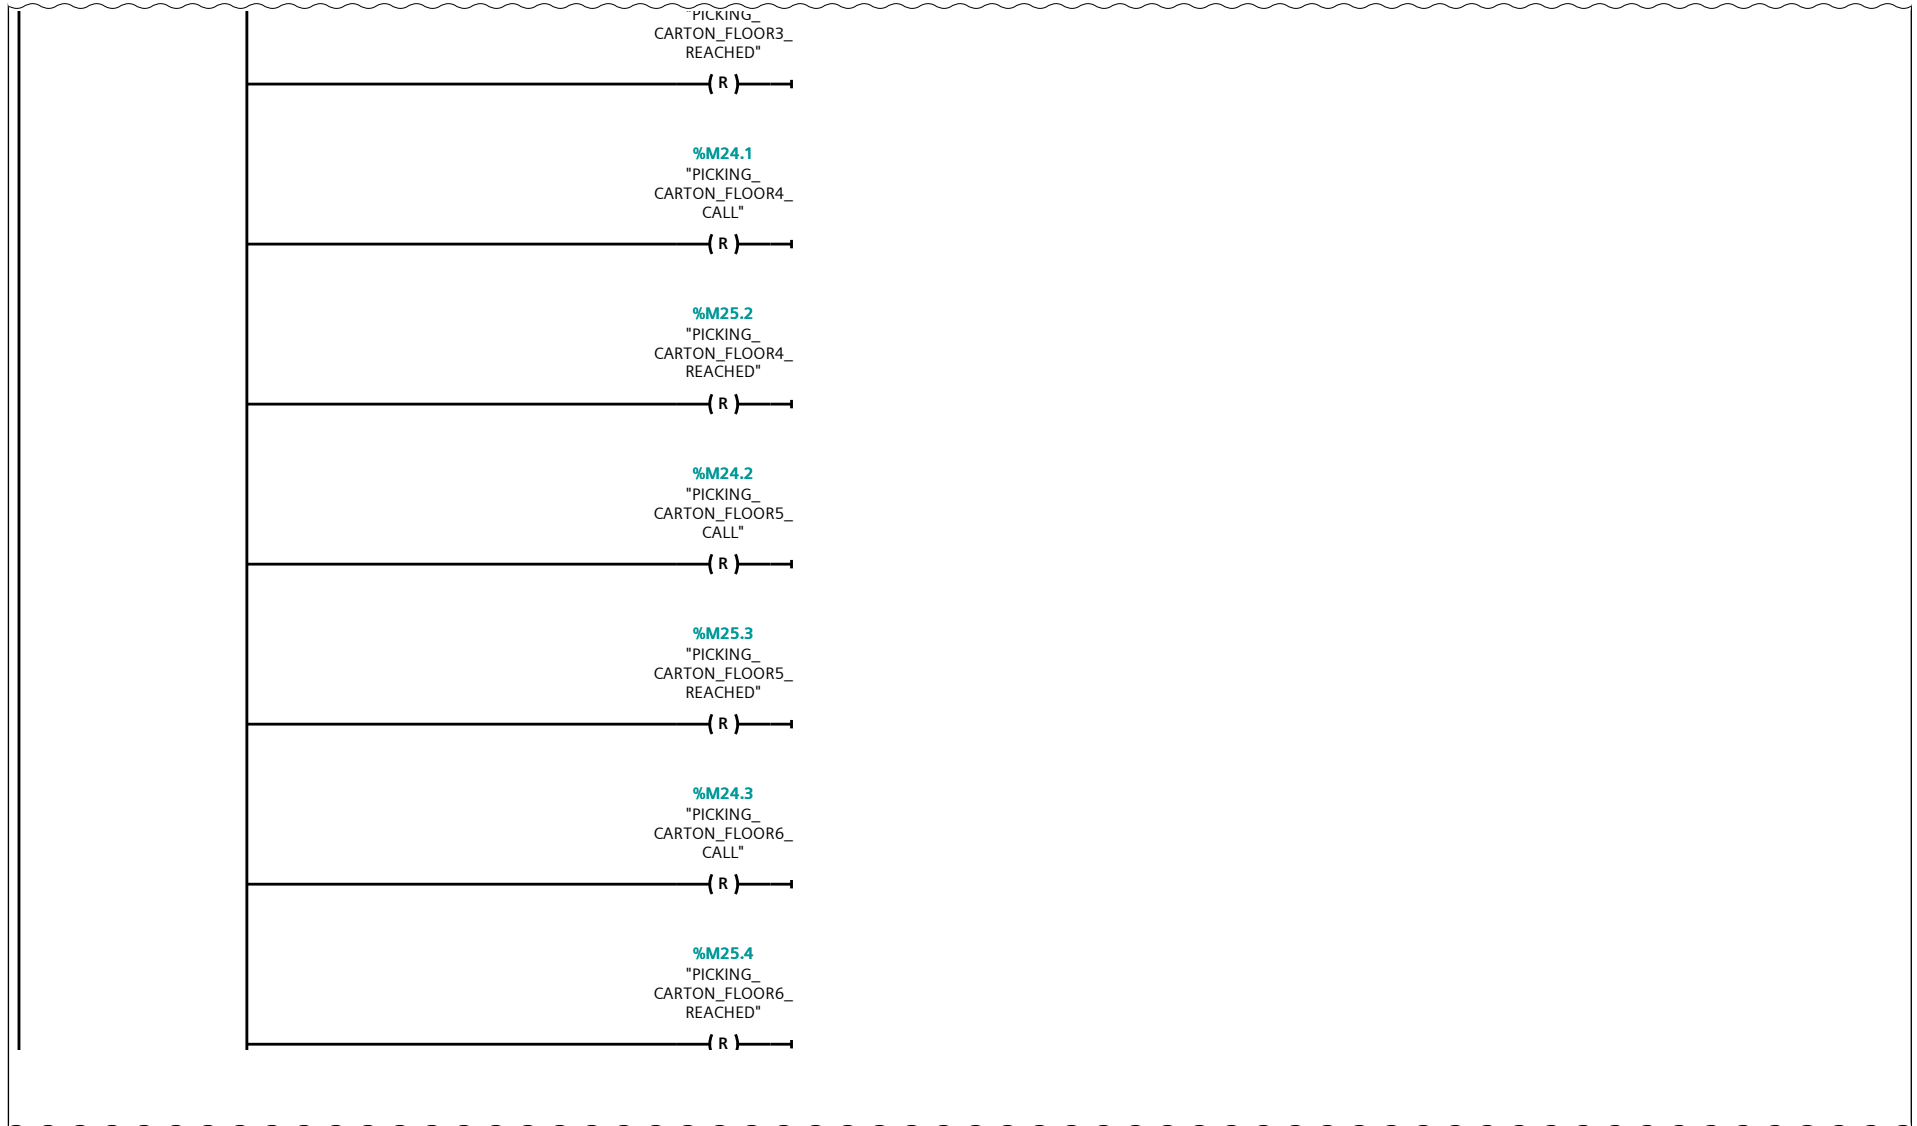 "PICKING_
CARTON_FLOOR3_
REACHED"
( R )
%M24.1
"PICKING_
CARTON_FLOOR4_
CALL"
( R )
%M25.2
"PICKING_
CARTON_FLOOR4_
REACHED"
( R )
%M24.2
"PICKING_
CARTON_FLOOR5_
CALL"
( R )
%M25.3
"PICKING_
CARTON_FLOOR5_
REACHED"
( R )
%M24.3
"PICKING_
CARTON_FLOOR6_
CALL"
( R )
%M25.4
"PICKING_
CARTON_FLOOR6_
REACHED"
( R )